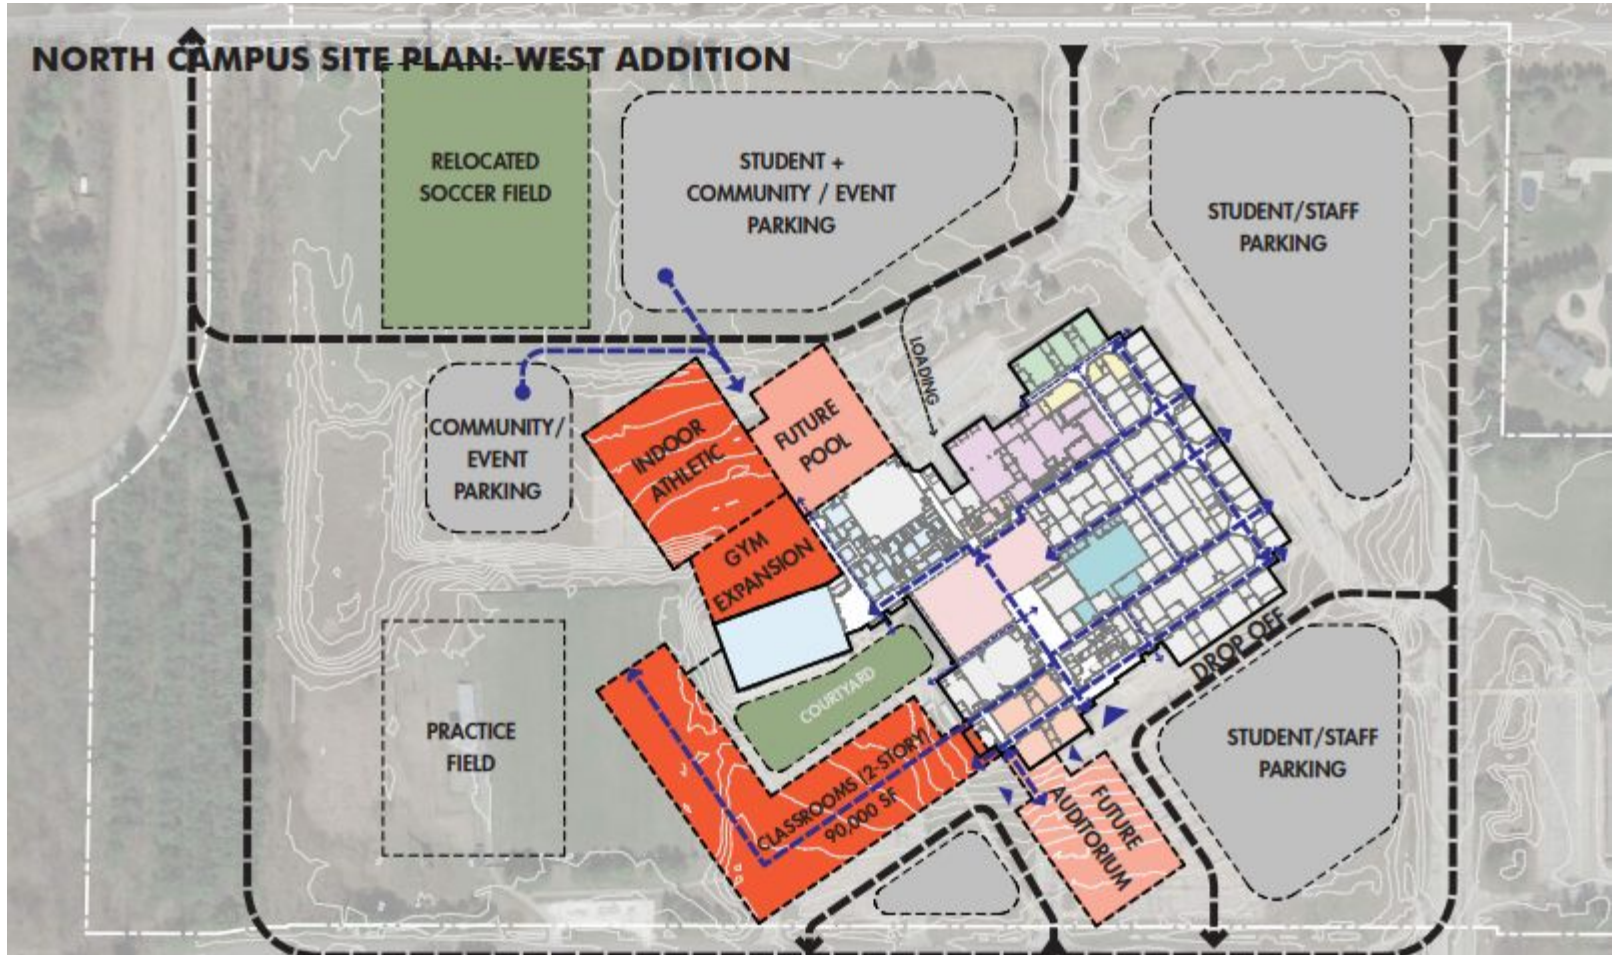 NORTH CAMPUS SITE PLAN: WEST ADDITION
RELOCATED
SOCCER FIELD
STUDENT +
COMMUNITY / EVENT
PARKING
STUDENT/STAFF
PARKING
LOADING
COMMUNITY/
EVENT
PARKING
INDOOR
ATHLETIC
FUTURE
POOL
GYM
EXPANSION
COURTYARD
DROP OFF
PRACTICE
FIELD
CLASSROOMS (2-STORY)
90,000 SF
FUTURE
AUDITORIUM
STUDENT/STAFF
PARKING